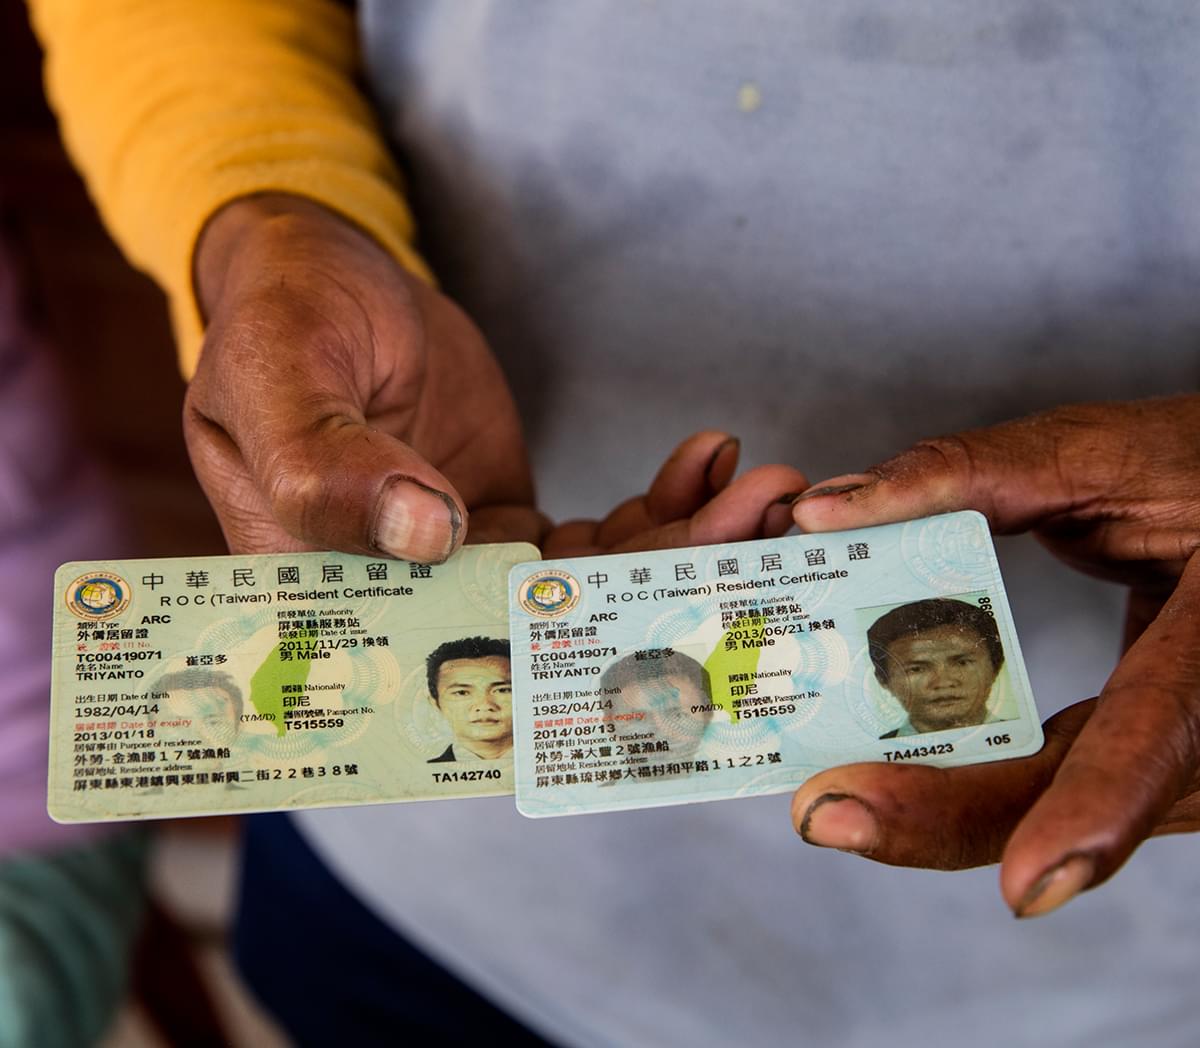 中華民國居留證
ROC (Taiwan) Resident Certificate
類別 Type ARC
外僑居留證
統一證號 UI No.
TC00419071
姓名 Name 崔亞多
TRIYANTO
出生日期 Date of birth
1982/04/14
(Y/M/D)
居留期限 Date of expiry
2013/01/18
居留事由 Purpose of residence
外勞-金漁勝17號漁船
居留地址 Residence address
屏東縣東港鎮興東里新興二街22巷38號
核發單位 Authority
屏東縣服務站
核發日期 Date of issue
2011/11/29 換領
男 Male
國籍 Nationality
印尼
護照號碼 Passport No.
T515559
TA142740
中華民國居留證
ROC (Taiwan) Resident Certificate
類別 Type ARC
外僑居留證
統一證號 UI No.
TC00419071
姓名 Name 崔亞多
TRIYANTO
出生日期 Date of birth
1982/04/14
(Y/M/D)
居留期限 Date of expiry
2014/08/13
居留事由 Purpose of residence
外勞-滿大豐2號漁船
居留地址 Residence address
屏東縣琉球鄉大福村和平路11之2號
核發單位 Authority
屏東縣服務站
核發日期 Date of issue
2013/06/21 換領
男 Male
國籍 Nationality
印尼
護照號碼 Passport No.
T515559
TA443423 105